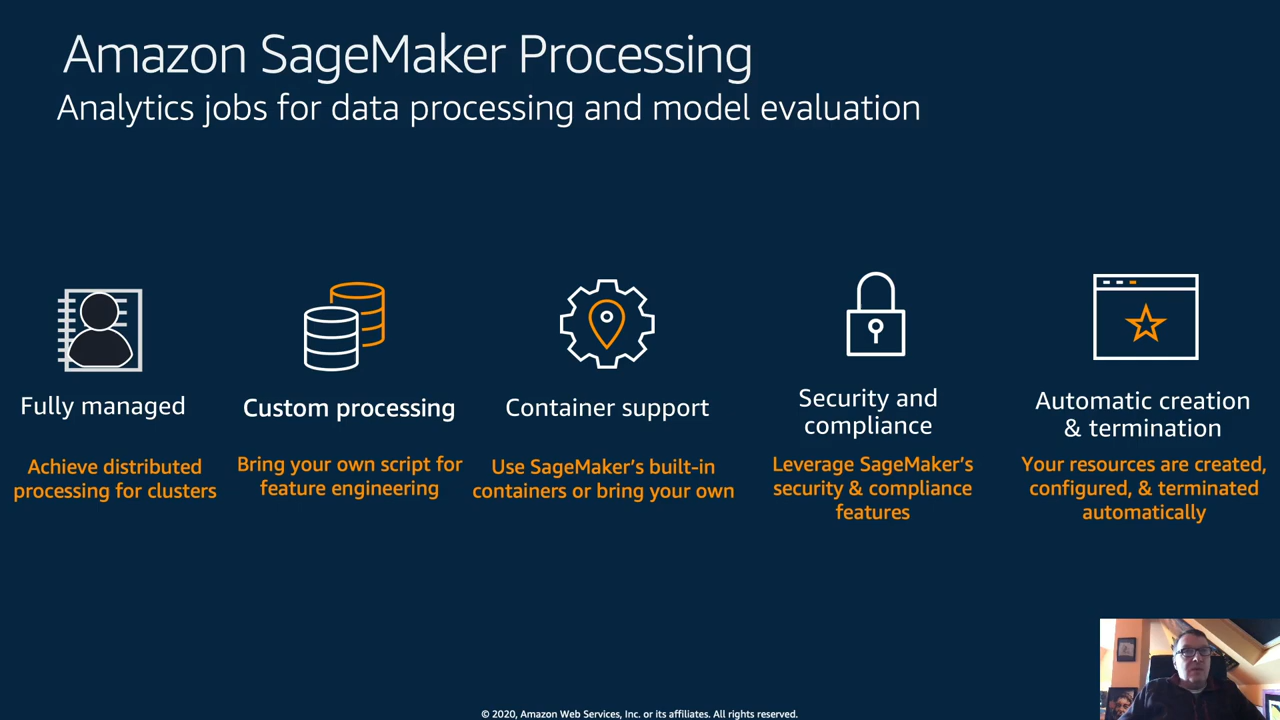 Amazon SageMaker Processing
Analytics jobs for data processing and model evaluation
Fully managed
Achieve distributed
processing for clusters
Custom processing
Bring your own script for
feature engineering
Container support
Use SageMaker's built-in
containers or bring your own
Security and
compliance
Leverage SageMaker's
security & compliance
features
Automatic creation
& termination
Your resources are created,
configured, & terminated
automatically
© 2020, Amazon Web Services, Inc. or its affiliates. All rights reserved.